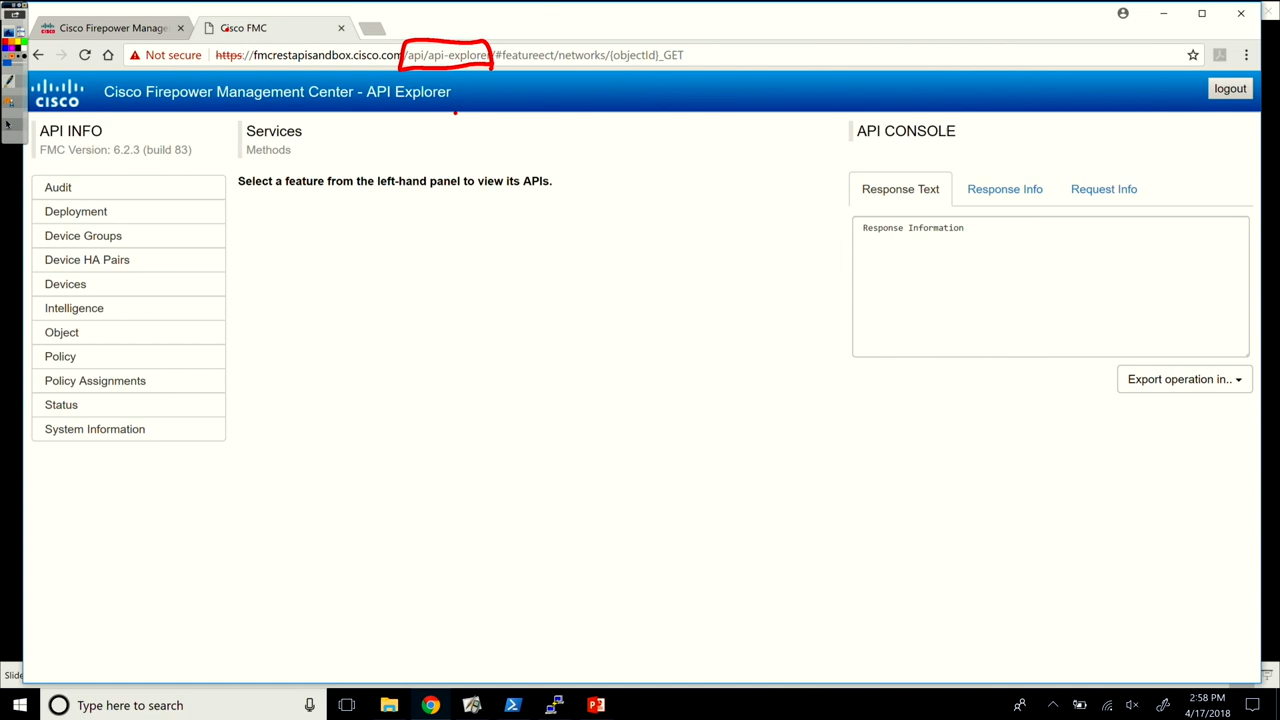 Cisco Firepower Manage
Cisco FMC
Not secure
https://fmcrestapisandbox.cisco.com/api/api-explorer/#featureect/networks/{objectId}_GET
CISCO
Cisco Firepower Management Center - API Explorer
logout
API INFO
FMC Version: 6.2.3 (build 83)
Services
Methods
API CONSOLE
Audit
Deployment
Device Groups
Device HA Pairs
Devices
Intelligence
Object
Policy
Policy Assignments
Status
System Information
Select a feature from the left-hand panel to view its APIs.
Response Text
Response Info
Request Info
Response Information
Export operation in..
Slide
Type here to search
2:58 PM
4/17/2018